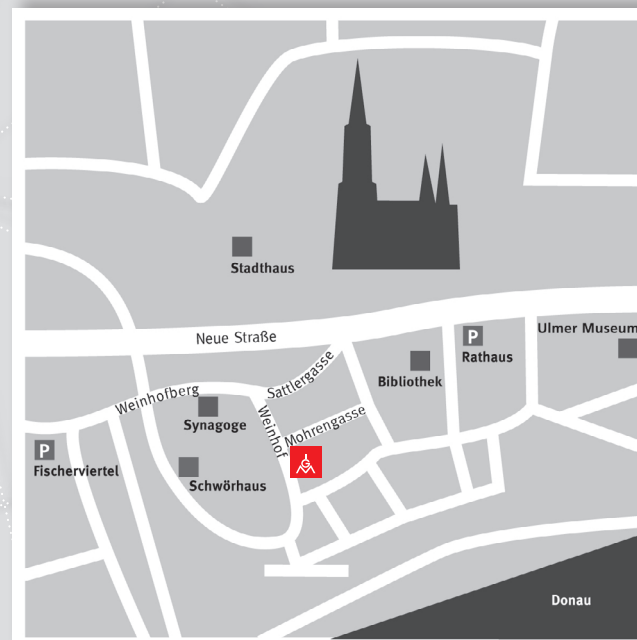 Stadthaus
Neue Straße
Ulmer Museum
P
Rathaus
Sattlergasse
Bibliothek
Weinhofberg
Synagoge
Weinhof
Mohrengasse
P
Fischerviertel
Schwörhaus
Donau